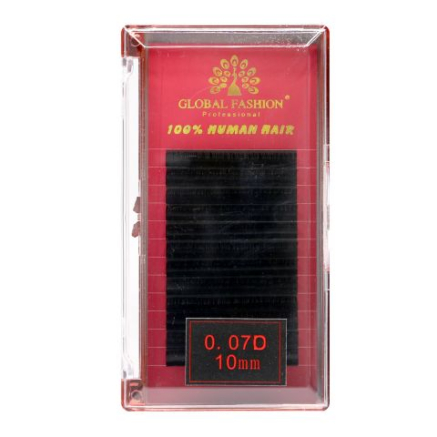 GLOBAL FASHION®
Professional
100% HUMAN HAIR
0.07D
10mm